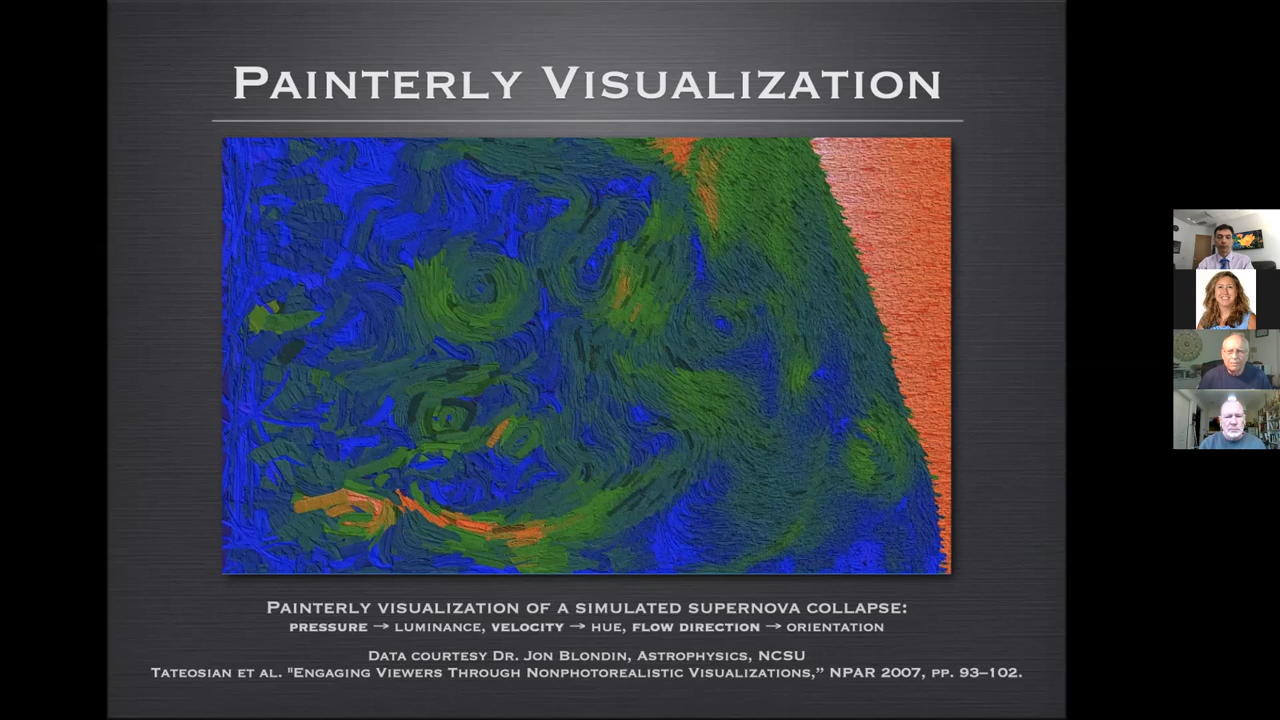 Painterly Visualization
Painterly visualization of a simulated supernova collapse:
pressure → luminance, velocity → hue, flow direction → orientation
Data courtesy Dr. Jon Blondin, Astrophysics, NCSU
Tateosian et al. "Engaging Viewers Through Nonphotorealistic Visualizations,” NPAR 2007, pp. 93–102.